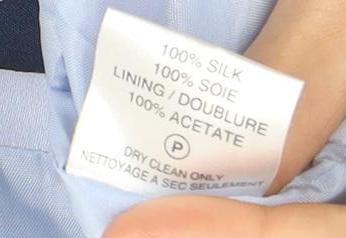 100% SILK
100% SOIE
LINING / DOUBLURE
100% ACETATE
P
DRY CLEAN ONLY
NETTOYAGE A SEC SEULEMENT